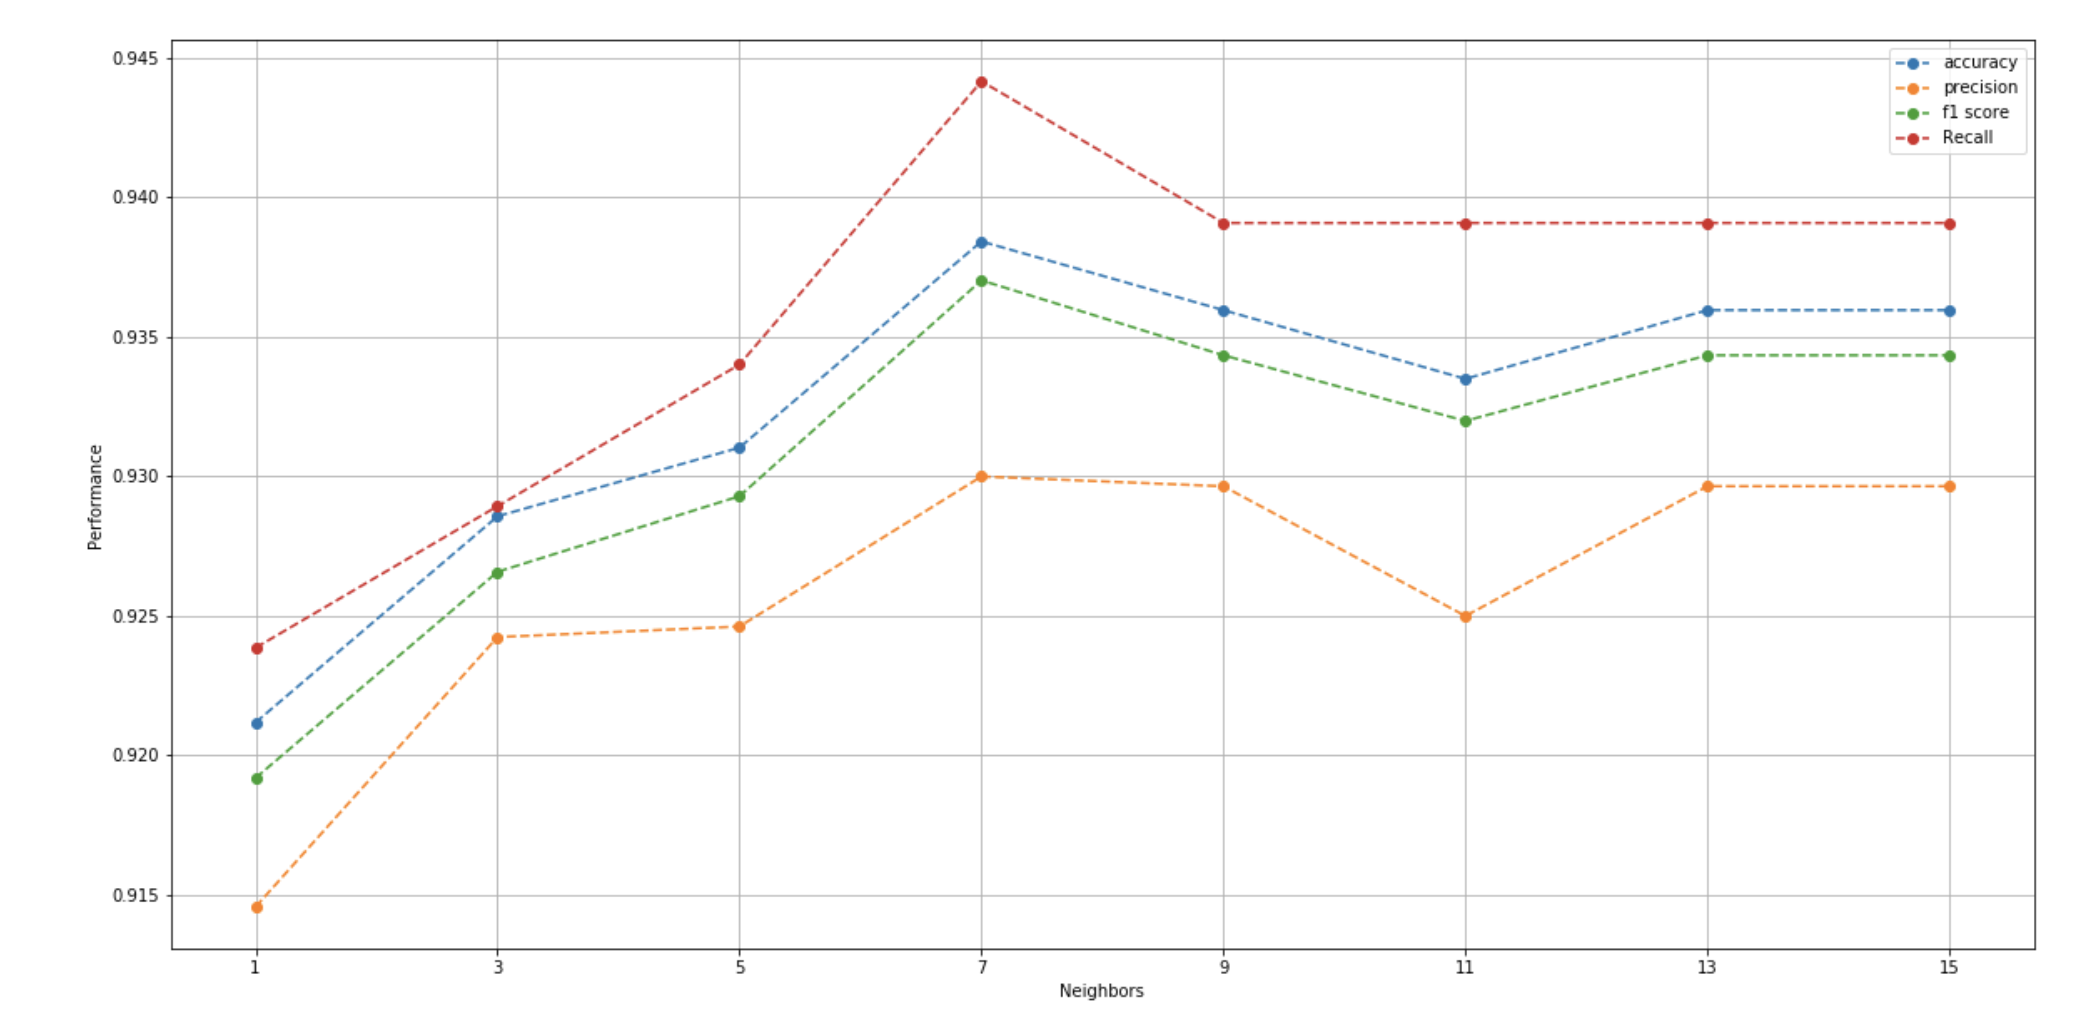 0.945
0.940
0.935
0.930
0.925
0.920
0.915
Performance
accuracy
precision
f1 score
Recall
1 3 5 7 9 11 13 15
Neighbors